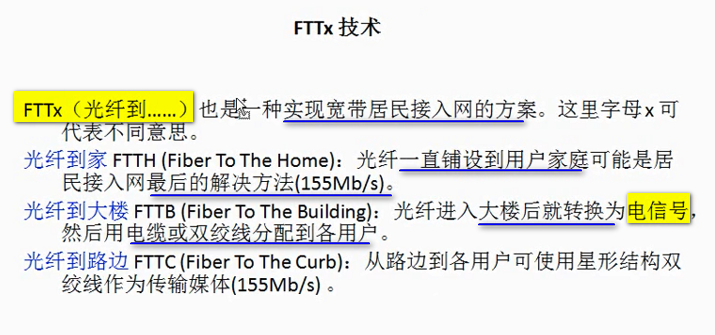 FTTx 技术
FTTx（光纤到……）也是一种实现宽带居民接入网的方案。这里字母 x 可
代表不同意思。
光纤到家 FTTH (Fiber To The Home)：光纤一直铺设到用户家庭可能是居
民接入网最后的解决方法(155Mb/s)。
光纤到大楼 FTTB (Fiber To The Building)：光纤进入大楼后就转换为电信号，
然后用电缆或双绞线分配到各用户。
光纤到路边 FTTC (Fiber To The Curb)：从路边到各用户可使用星形结构双
绞线作为传输媒体(155Mb/s) 。